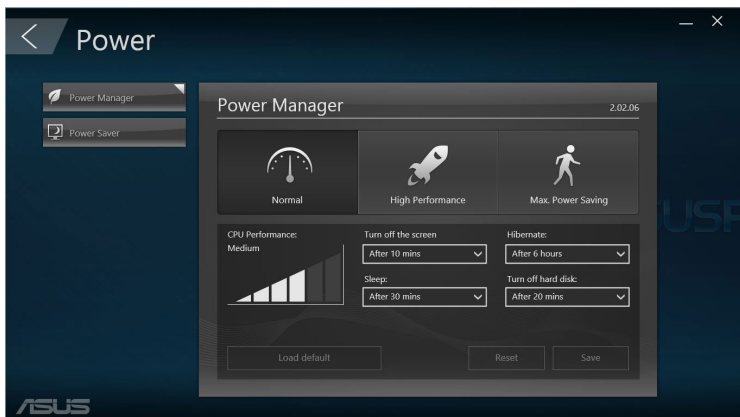 Power
Power Manager
Power Saver
Power Manager
2.02.06
Normal
High Performance
Max. Power Saving
CPU Performance:
Medium
Turn off the screen
After 10 mins
Hibernate:
After 6 hours
Sleep:
After 30 mins
Turn off hard disk:
After 20 mins
Load default
Reset
Save
ASUS